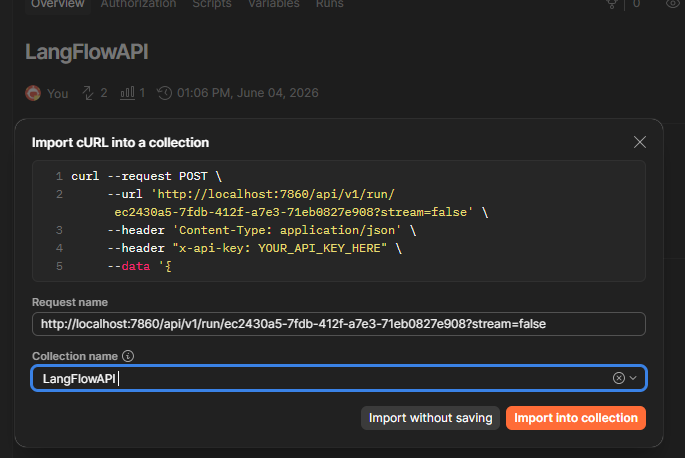 Overview Authorization Scripts Variables Runs 0
LangFlowAPI
You 2 1 01:06 PM, June 04, 2026
Import cURL into a collection
1 curl --request POST \
2 --url 'http://localhost:7860/api/v1/run/
ec2430a5-7fdb-412f-a7e3-71eb0827e908?stream=false' \
3 --header 'Content-Type: application/json' \
4 --header "x-api-key: YOUR_API_KEY_HERE" \
5 --data '{
Request name
http://localhost:7860/api/v1/run/ec2430a5-7fdb-412f-a7e3-71eb0827e908?stream=false
Collection name
LangFlowAPI
Import without saving Import into collection